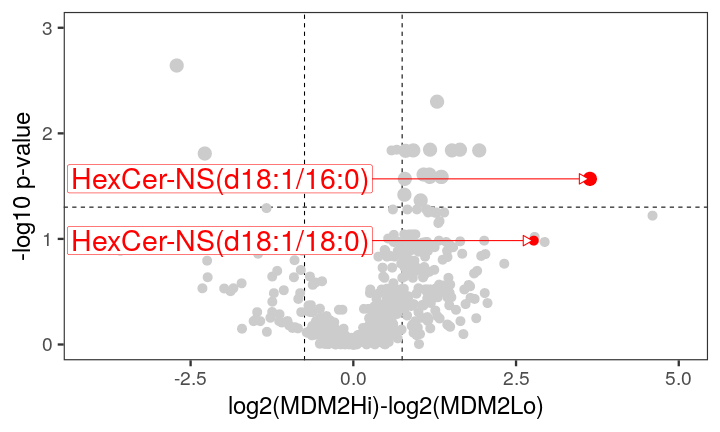 3
2
1
0
-log10 p-value
HexCer-NS(d18:1/16:0)
HexCer-NS(d18:1/18:0)
-2.5 0.0 2.5 5.0
log2(MDM2Hi)-log2(MDM2Lo)